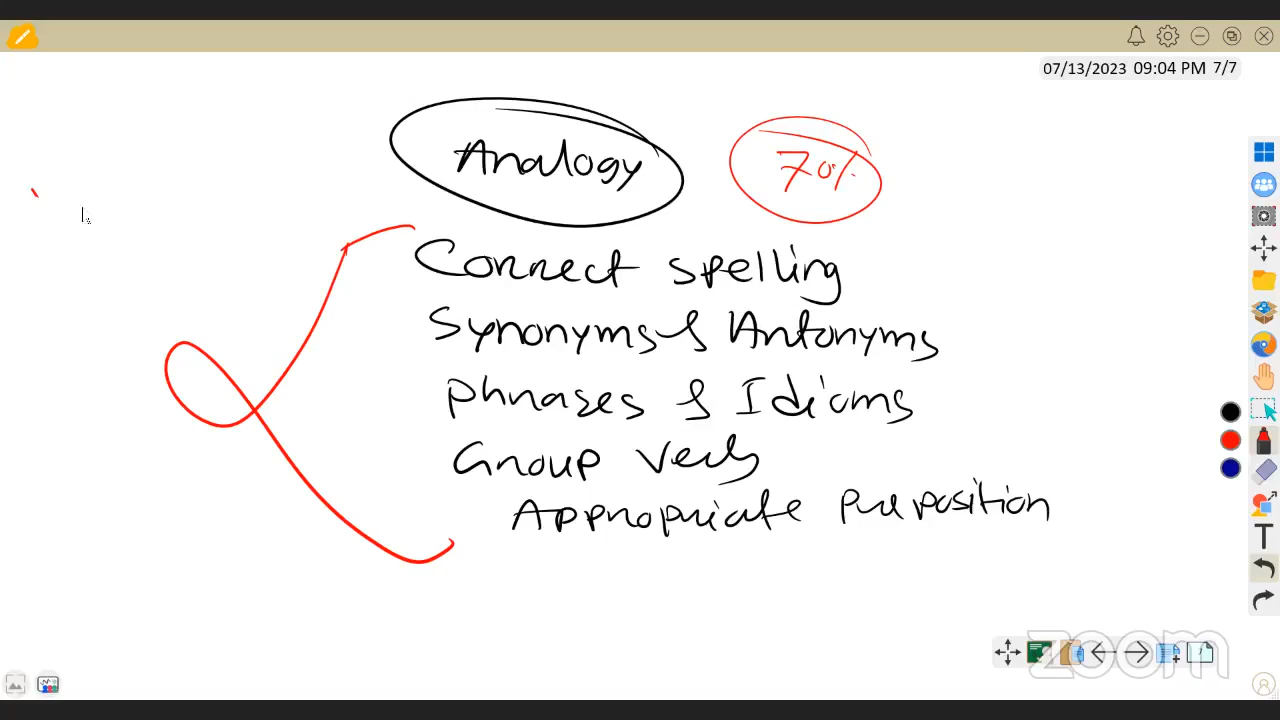 07/13/2023 09:04 PM 7/7
Analogy 70%
Correct spelling
Synonyms & Antonyms
Phrases & Idioms
Group verb
Appropriate Preposition
zoom